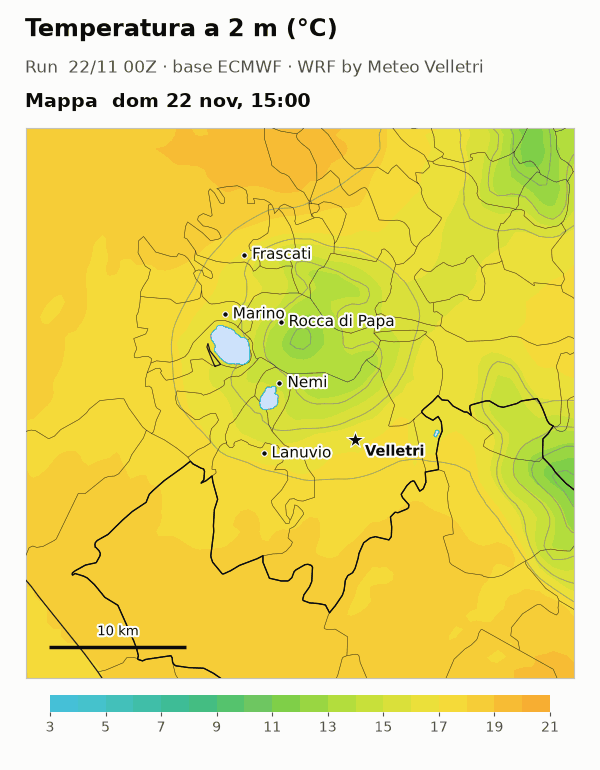 Temperatura a 2 m (°C)
Run  22/11 00Z · base ECMWF · WRF by Meteo Velletri
Mappa  dom 22 nov, 15:00
Frascati
Marino
Rocca di Papa
Nemi
Velletri
Lanuvio
10 km
3 5 7 9 11 13 15 17 19 21